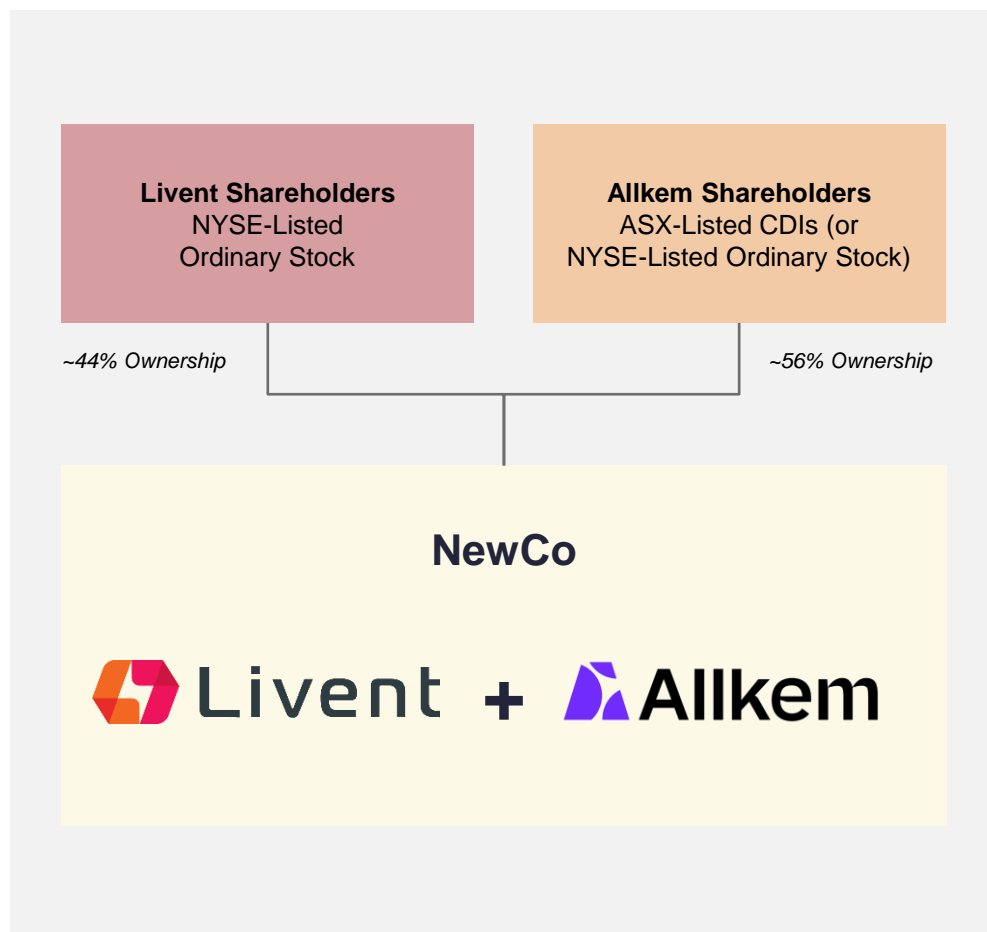 Livent Shareholders
NYSE-Listed
Ordinary Stock
Allkem Shareholders
ASX-Listed CDIs (or
NYSE-Listed Ordinary Stock)
~44% Ownership
~56% Ownership
NewCo
Livent + Allkem